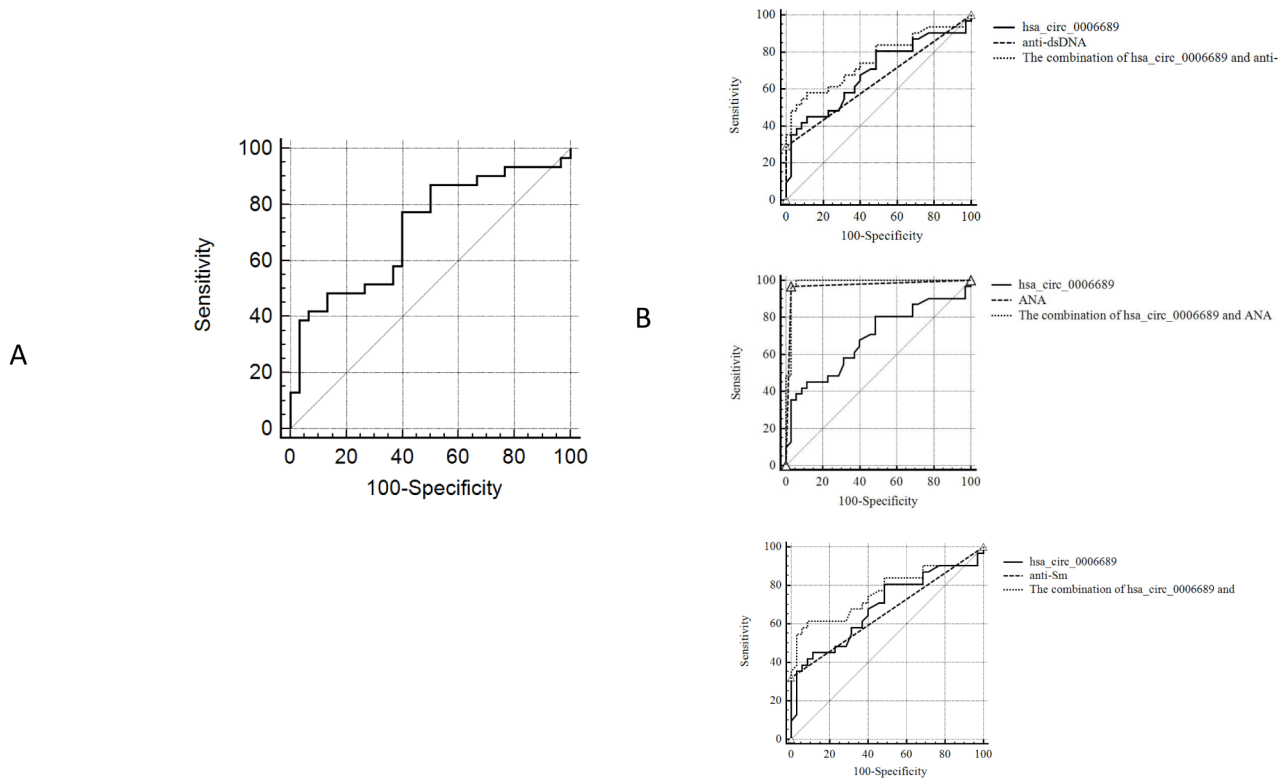 A
Sensitivity
100
80
60
40
20
0
0 20 40 60 80 100
100-Specificity
B
Sensitivity
100
80
60
40
20
0
0 20 40 60 80 100
100-Specificity
hsa_circ_0006689
anti-dsDNA
The combination of hsa_circ_0006689 and anti-
Sensitivity
100
80
60
40
20
0
0 20 40 60 80 100
100-Specificity
hsa_circ_0006689
ANA
The combination of hsa_circ_0006689 and ANA
Sensitivity
100
80
60
40
20
0
0 20 40 60 80 100
100-Specificity
hsa_circ_0006689
anti-Sm
The combination of hsa_circ_0006689 and